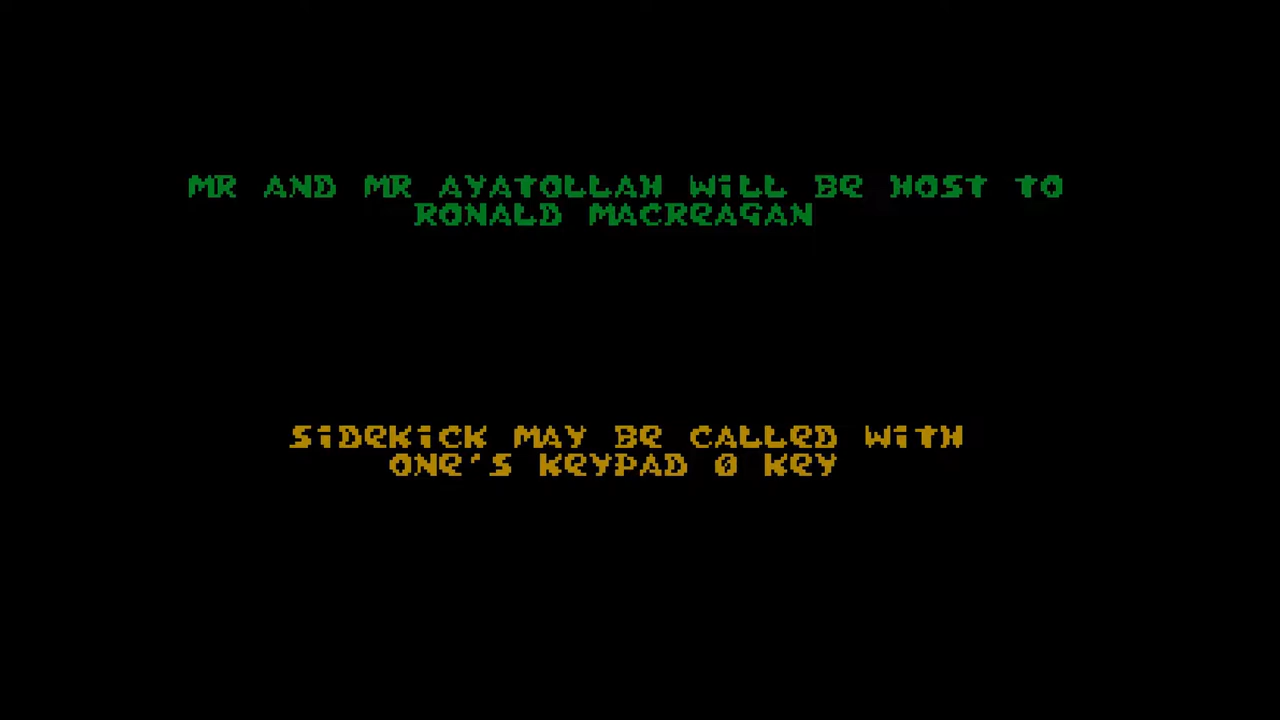 MR AND MR AYATOLLAH WiLL BE HOST TO
RONALD MACREAGAN
SiDEKiCK MAY BE CALLED WiTH
ONE'S KEYPAD 0 KEY